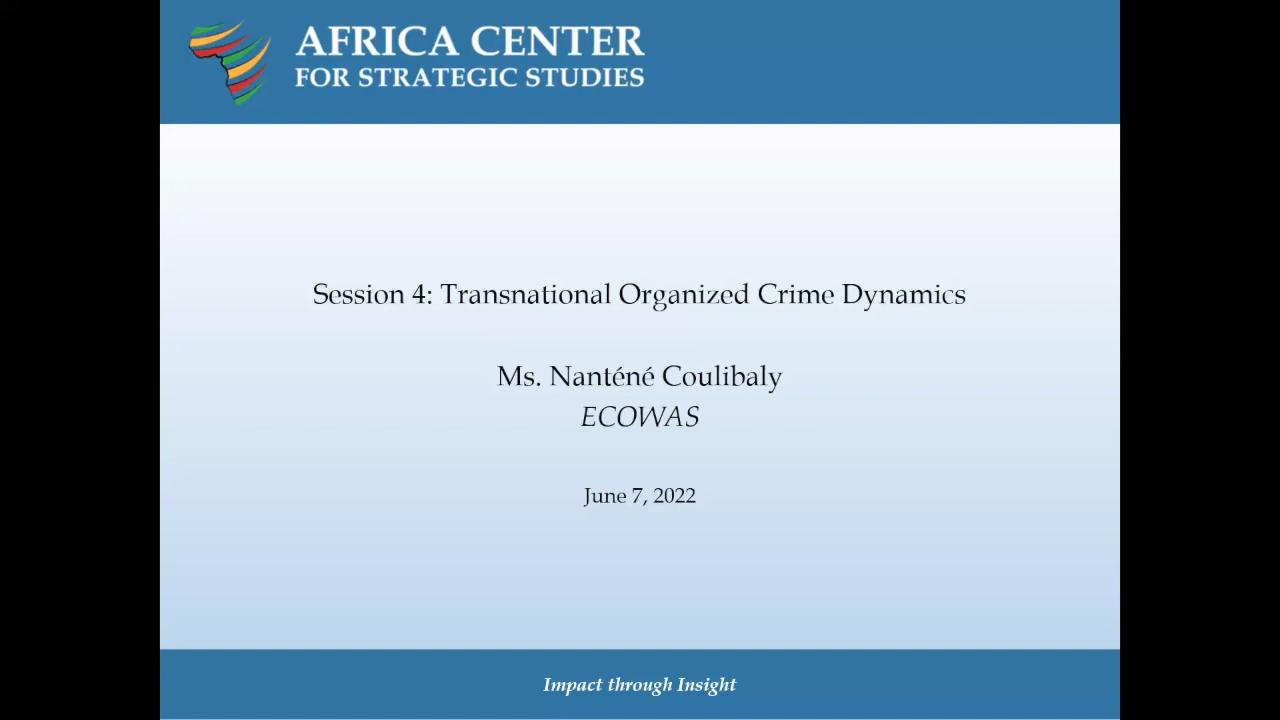 AFRICA CENTER
FOR STRATEGIC STUDIES
Session 4: Transnational Organized Crime Dynamics
Ms. Nanténé Coulibaly
ECOWAS
June 7, 2022
Impact through Insight